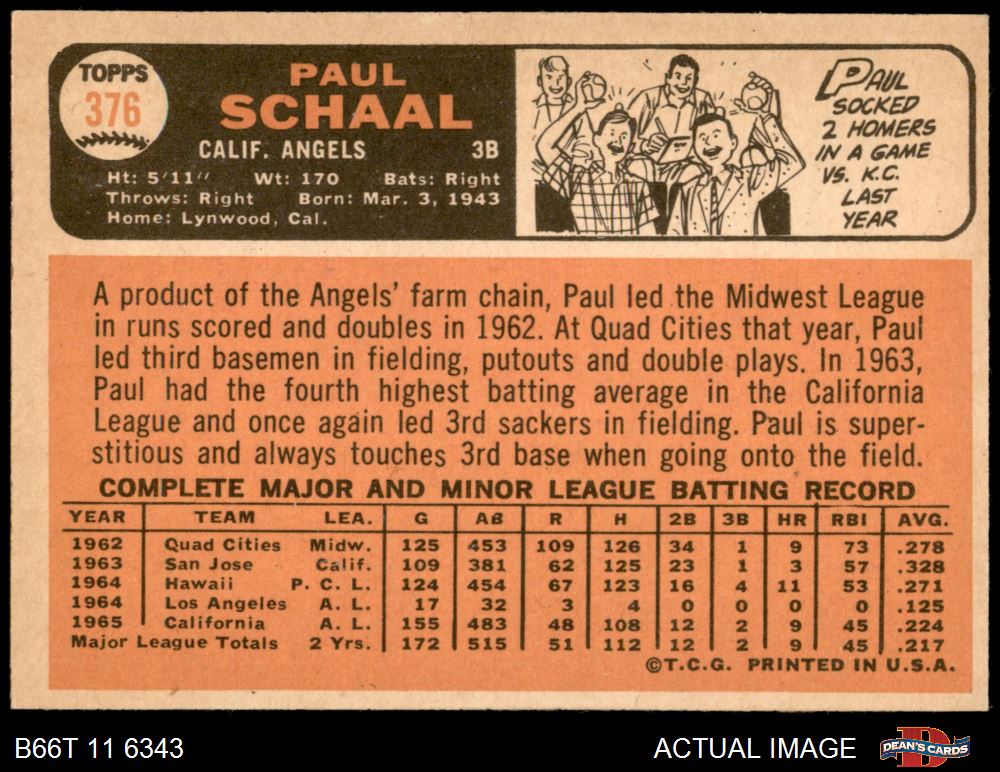 TOPPS
376
PAUL
SCHAAL
CALIF. ANGELS 3B
Ht: 5'11" Wt: 170 Bats: Right
Throws: Right Born: Mar. 3, 1943
Home: Lynwood, Cal.
PAUL
SOCKED
2 HOMERS
IN A GAME
VS. K.C.
LAST
YEAR
A product of the Angels' farm chain, Paul led the Midwest League
in runs scored and doubles in 1962. At Quad Cities that year, Paul
led third basemen in fielding, putouts and double plays. In 1963,
Paul had the fourth highest batting average in the California
League and once again led 3rd sackers in fielding. Paul is super-
stitious and always touches 3rd base when going onto the field.
COMPLETE MAJOR AND MINOR LEAGUE BATTING RECORD
YEAR TEAM LEA. G AB R H 2B 3B HR RBI AVG.
1962 Quad Cities Midw. 125 453 109 126 34 1 9 73 .278
1963 San Jose Calif. 109 381 62 125 23 1 3 57 .328
1964 Hawaii P. C. L. 124 454 67 123 16 4 11 53 .271
1964 Los Angeles A. L. 17 32 3 4 0 0 0 0 .125
1965 California A. L. 155 483 48 108 12 2 9 45 .224
Major League Totals 2 Yrs. 172 515 51 112 12 2 9 45 .217
©T.C.G. PRINTED IN U.S.A.
B66T 11 6343 ACTUAL IMAGE D DEAN'S CARDS